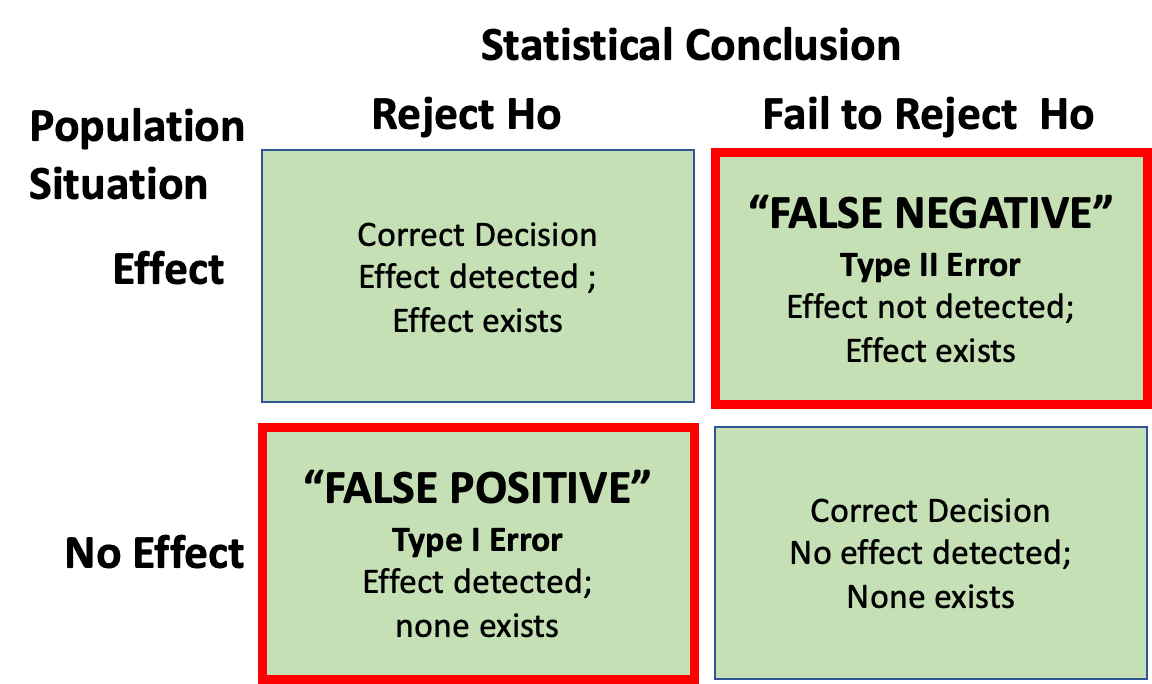 Statistical Conclusion
Reject Ho
Fail to Reject  Ho
Population
Situation
Effect
Correct Decision
Effect detected ;
Effect exists
“FALSE NEGATIVE”
Type II Error
Effect not detected;
Effect exists
No Effect
“FALSE POSITIVE”
Type I Error
Effect detected;
none exists
Correct Decision
No effect detected;
None exists